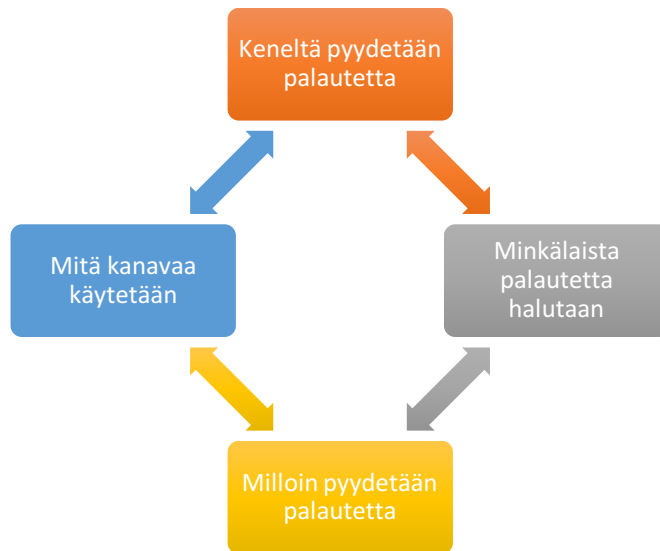 Keneltä pyydetään
palautetta
Mitä kanavaa
käytetään
Minkälaista
palautetta
halutaan
Milloin pyydetään
palautetta